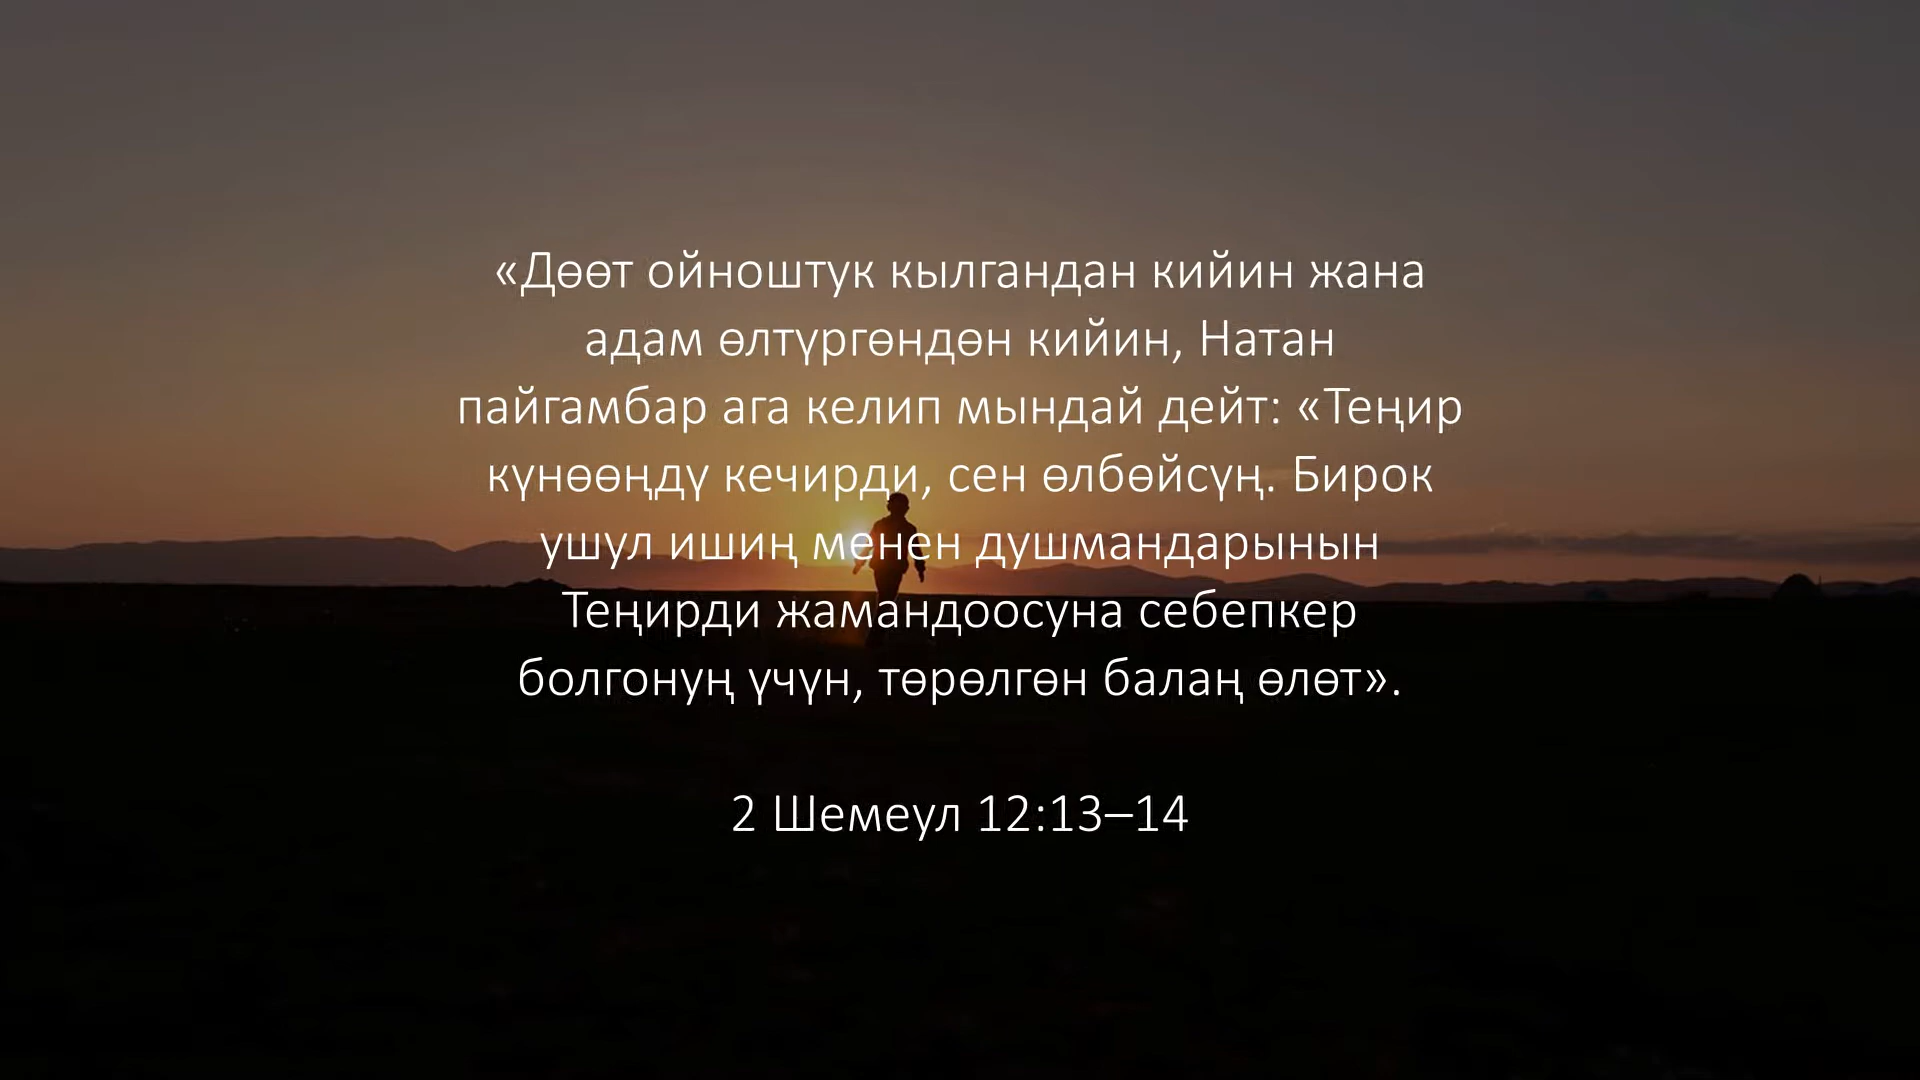 «Дөөт ойноштук кылгандан кийин жана
адам өлтүргөндөн кийин, Натан
пайгамбар ага келип мындай дейт: «Теңир
күнөөңдү кечирди, сен өлбөйсүң. Бирок
ушул ишиң менен душмандарынын
Теңирди жамандоосуна себепкер
болгонуң үчүн, төрөлгөн балаң өлөт».
2 Шемеул 12:13–14